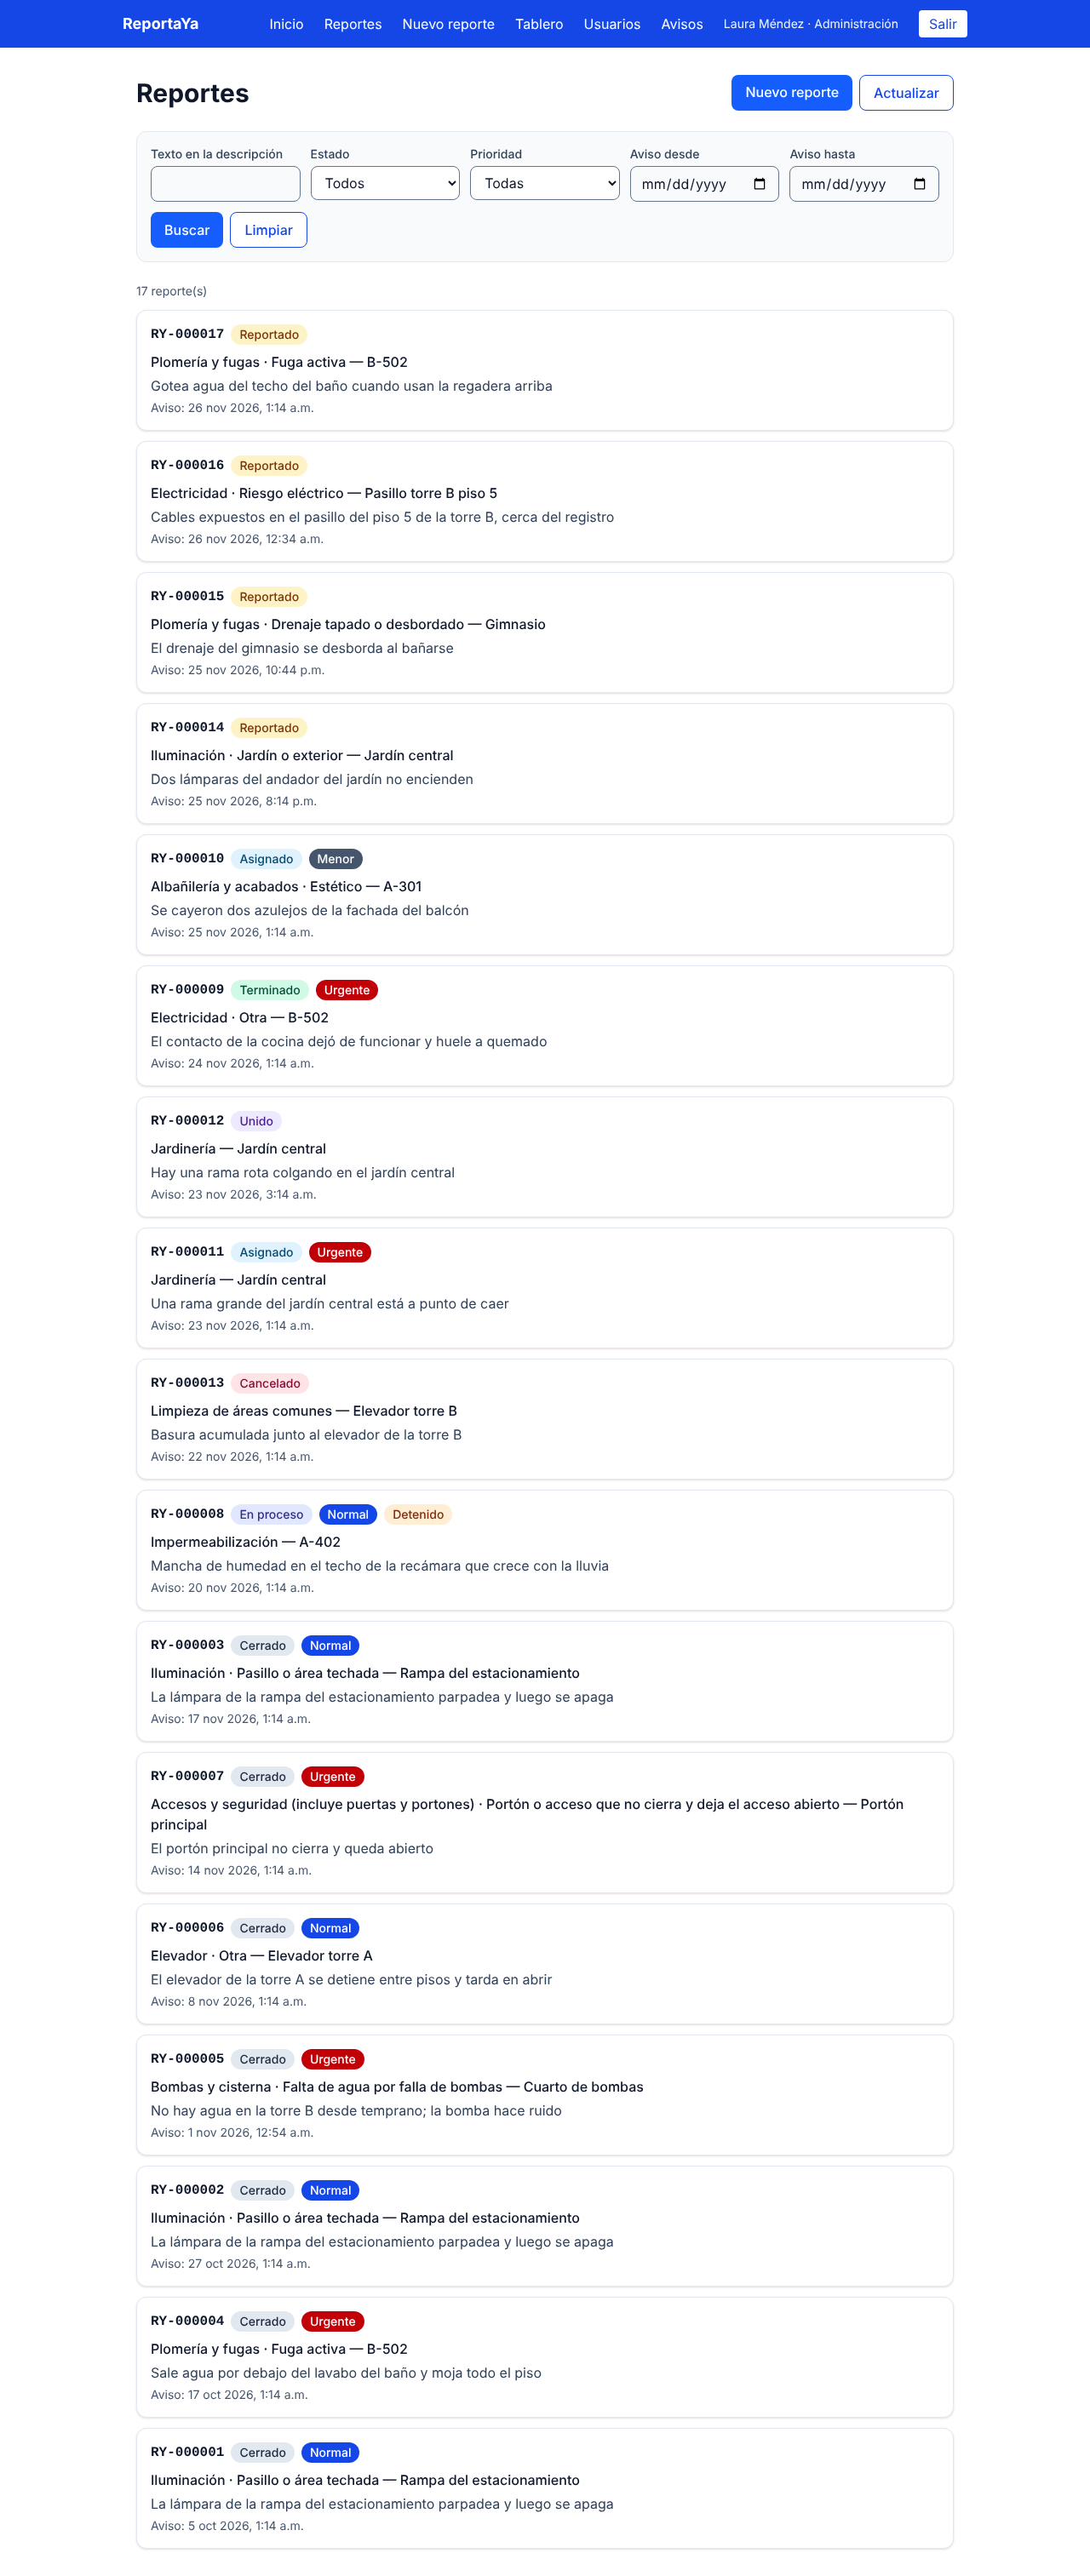 ReportaYa
Inicio Reportes Nuevo reporte Tablero Usuarios Avisos Laura Méndez · Administración Salir
Reportes
Nuevo reporte Actualizar
Texto en la descripción Estado Prioridad Aviso desde Aviso hasta
Todos Todas mm/dd/yyyy mm/dd/yyyy
Buscar Limpiar
17 reporte(s)
RY-000017 Reportado
Plomería y fugas · Fuga activa — B-502
Gotea agua del techo del baño cuando usan la regadera arriba
Aviso: 26 nov 2026, 1:14 a.m.
RY-000016 Reportado
Electricidad · Riesgo eléctrico — Pasillo torre B piso 5
Cables expuestos en el pasillo del piso 5 de la torre B, cerca del registro
Aviso: 26 nov 2026, 12:34 a.m.
RY-000015 Reportado
Plomería y fugas · Drenaje tapado o desbordado — Gimnasio
El drenaje del gimnasio se desborda al bañarse
Aviso: 25 nov 2026, 10:44 p.m.
RY-000014 Reportado
Iluminación · Jardín o exterior — Jardín central
Dos lámparas del andador del jardín no encienden
Aviso: 25 nov 2026, 8:14 p.m.
RY-000010 Asignado Menor
Albañilería y acabados · Estético — A-301
Se cayeron dos azulejos de la fachada del balcón
Aviso: 25 nov 2026, 1:14 a.m.
RY-000009 Terminado Urgente
Electricidad · Otra — B-502
El contacto de la cocina dejó de funcionar y huele a quemado
Aviso: 24 nov 2026, 1:14 a.m.
RY-000012 Unido
Jardinería — Jardín central
Hay una rama rota colgando en el jardín central
Aviso: 23 nov 2026, 3:14 a.m.
RY-000011 Asignado Urgente
Jardinería — Jardín central
Una rama grande del jardín central está a punto de caer
Aviso: 23 nov 2026, 1:14 a.m.
RY-000013 Cancelado
Limpieza de áreas comunes — Elevador torre B
Basura acumulada junto al elevador de la torre B
Aviso: 22 nov 2026, 1:14 a.m.
RY-000008 En proceso Normal Detenido
Impermeabilización — A-402
Mancha de humedad en el techo de la recámara que crece con la lluvia
Aviso: 20 nov 2026, 1:14 a.m.
RY-000003 Cerrado Normal
Iluminación · Pasillo o área techada — Rampa del estacionamiento
La lámpara de la rampa del estacionamiento parpadea y luego se apaga
Aviso: 17 nov 2026, 1:14 a.m.
RY-000007 Cerrado Urgente
Accesos y seguridad (incluye puertas y portones) · Portón o acceso que no cierra y deja el acceso abierto — Portón
principal
El portón principal no cierra y queda abierto
Aviso: 14 nov 2026, 1:14 a.m.
RY-000006 Cerrado Normal
Elevador · Otra — Elevador torre A
El elevador de la torre A se detiene entre pisos y tarda en abrir
Aviso: 8 nov 2026, 1:14 a.m.
RY-000005 Cerrado Urgente
Bombas y cisterna · Falta de agua por falla de bombas — Cuarto de bombas
No hay agua en la torre B desde temprano; la bomba hace ruido
Aviso: 1 nov 2026, 12:54 a.m.
RY-000002 Cerrado Normal
Iluminación · Pasillo o área techada — Rampa del estacionamiento
La lámpara de la rampa del estacionamiento parpadea y luego se apaga
Aviso: 27 oct 2026, 1:14 a.m.
RY-000004 Cerrado Urgente
Plomería y fugas · Fuga activa — B-502
Sale agua por debajo del lavabo del baño y moja todo el piso
Aviso: 17 oct 2026, 1:14 a.m.
RY-000001 Cerrado Normal
Iluminación · Pasillo o área techada — Rampa del estacionamiento
La lámpara de la rampa del estacionamiento parpadea y luego se apaga
Aviso: 5 oct 2026, 1:14 a.m.